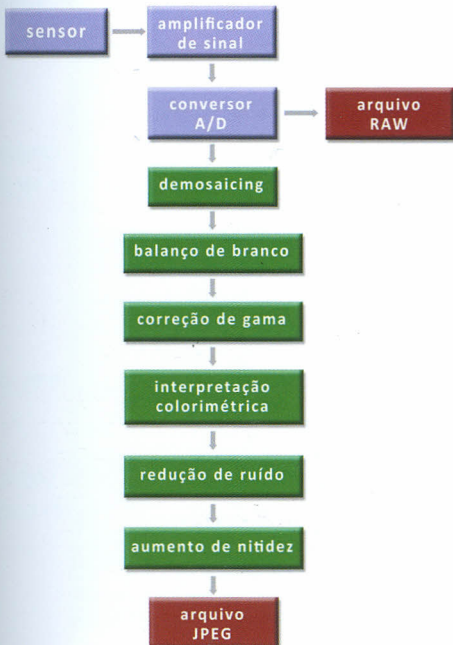 sensor
amplificador
de sinal
conversor
A/D
arquivo
RAW
demosaicing
balanço de branco
correção de gama
interpretação
colorimétrica
redução de ruído
aumento de nitidez
arquivo
JPEG